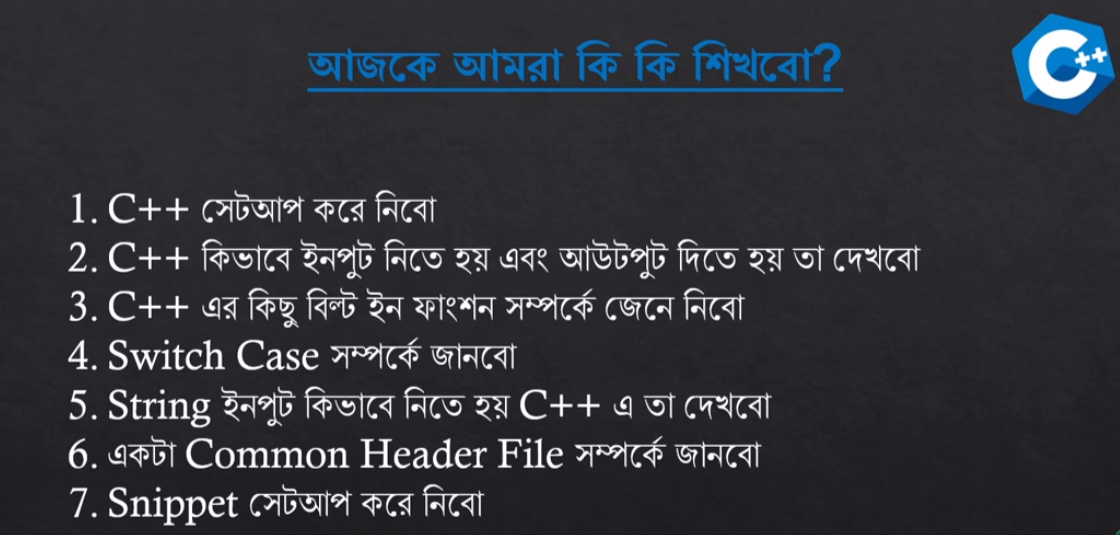 আজকে আমরা কি কি শিখবো?
C++
1. C++ সেটআপ করে নিবো
2. C++ কিভাবে ইনপুট নিতে হয় এবং আউটপুট দিতে হয় তা দেখবো
3. C++ এর কিছু বিল্ট ইন ফাংশন সম্পর্কে জেনে নিবো
4. Switch Case সম্পর্কে জানবো
5. String ইনপুট কিভাবে নিতে হয় C++ এ তা দেখবো
6. একটা Common Header File সম্পর্কে জানবো
7. Snippet সেটআপ করে নিবো